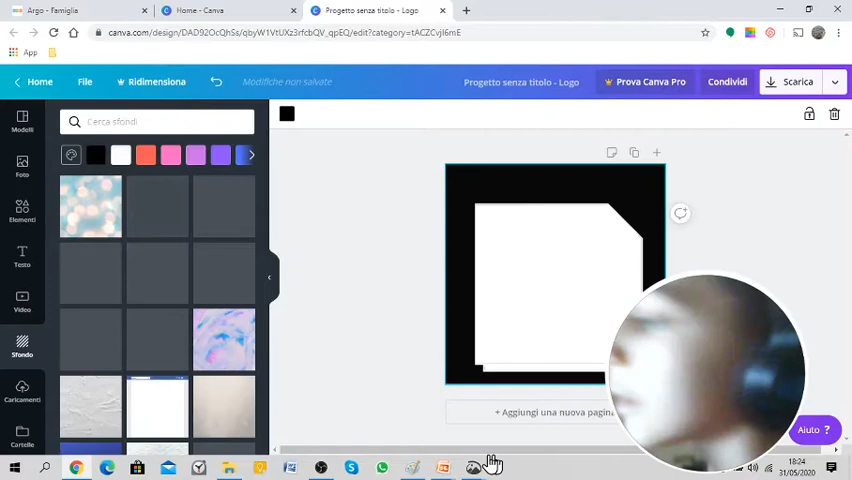 Argo - Famiglia
Home - Canva
Progetto senza titolo - Logo
canva.com/design/DAD92OcQhSs/qbyW1VtUXz3rfcbQV_qpEQ/edit?category=tACZCvjI6mE
App
Home
File
Ridimensiona
Modifiche non salvate
Progetto senza titolo - Logo
Prova Canva Pro
Condividi
Scarica
Modelli
Foto
Elementi
Testo
Video
Sfondo
Caricamenti
Cartelle
Cerca sfondi
+ Aggiungi una nuova pagina
Aiuto ?
18:24
31/05/2020